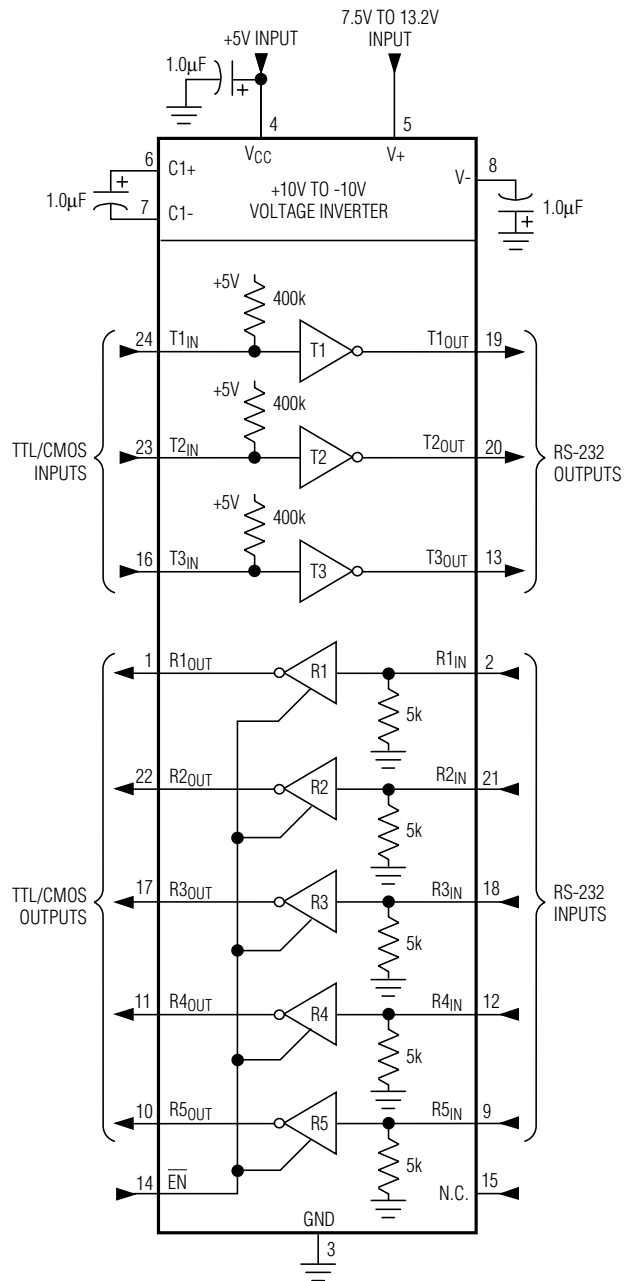 7.5V TO 13.2V
INPUT
+5V INPUT
1.0µF
+
4
5
6
C1+
VCC
V+
8
V-
+
1.0µF
7
C1-
+10V TO -10V
VOLTAGE INVERTER
+
1.0µF
+5V
400k
24
T1IN
T1
T1OUT
19
+5V
400k
TTL/CMOS
INPUTS
23
T2IN
T2
T2OUT
20
RS-232
OUTPUTS
+5V
400k
16
T3IN
T3
T3OUT
13
1
R1OUT
R1
R1IN
2
5k
22
R2OUT
R2
R2IN
21
5k
TTL/CMOS
OUTPUTS
17
R3OUT
R3
R3IN
18
RS-232
INPUTS
5k
11
R4OUT
R4
R4IN
12
5k
10
R5OUT
R5
R5IN
9
5k
14
EN
N.C.
15
GND
3